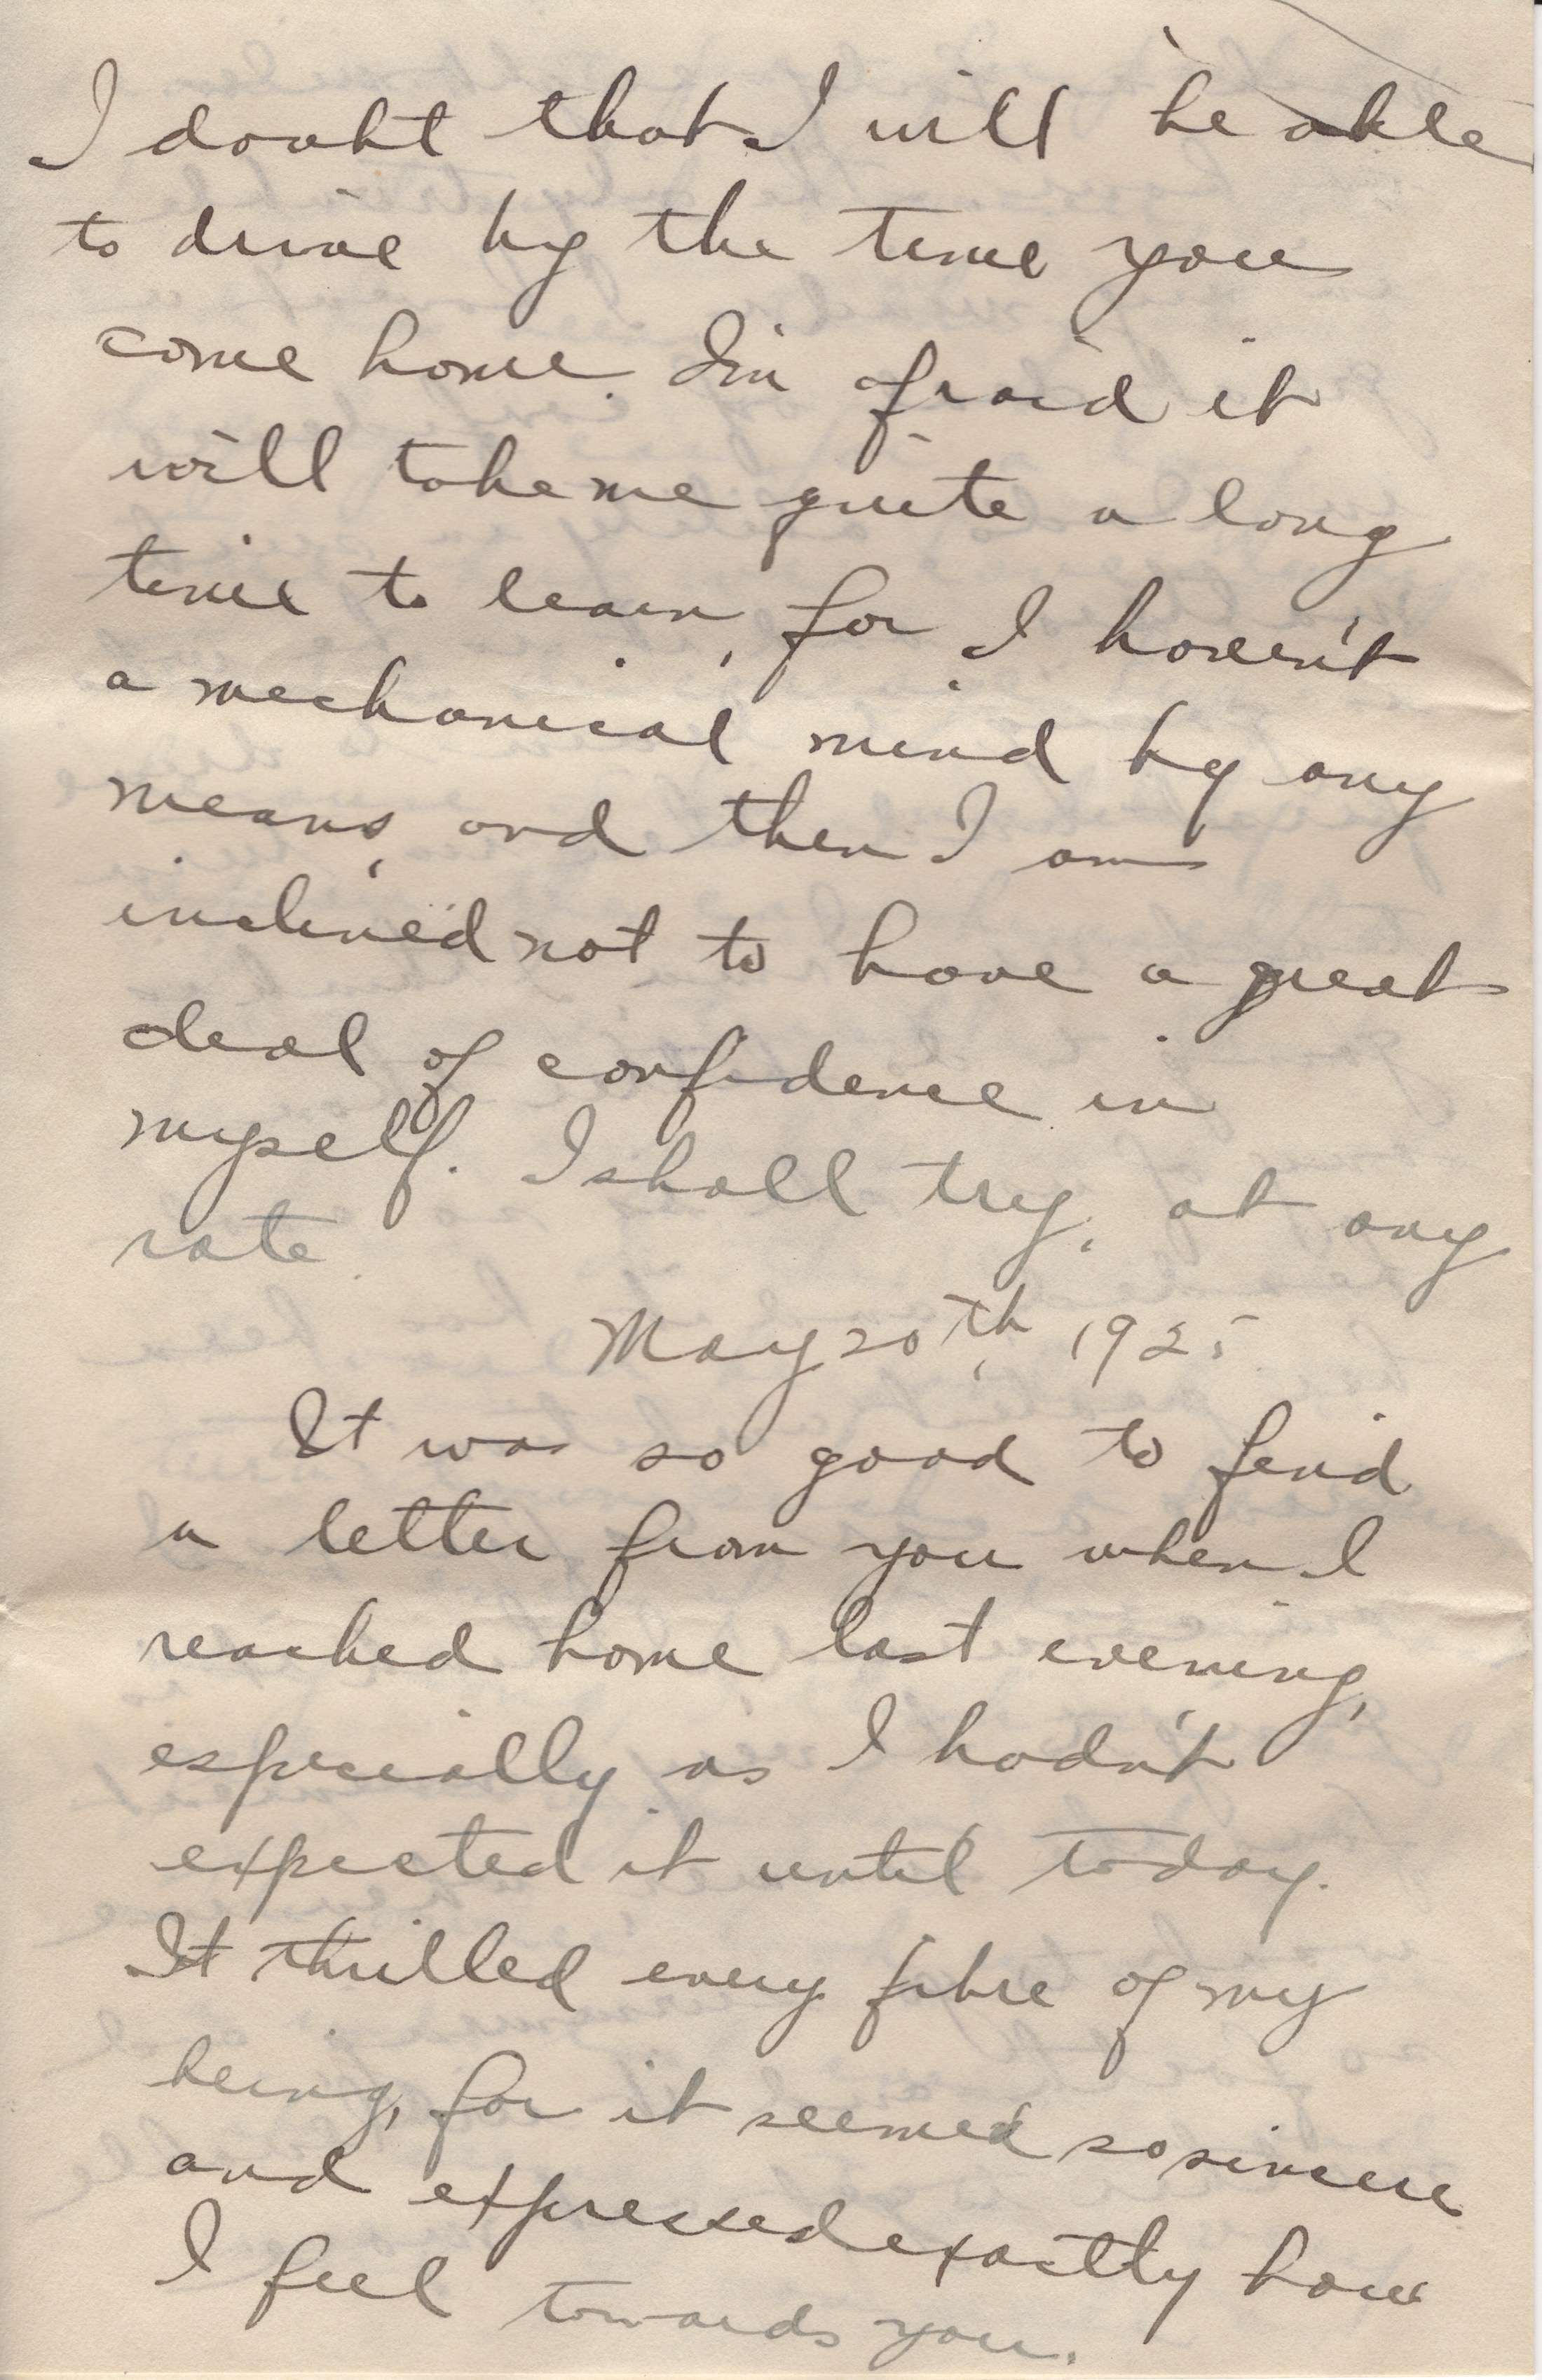 I doubt that I will be able
to drive by the time you
come home. I'm afraid it
will take me quite a long
time to learn, for I haven't
a mechanical mind by any
means, and then I am
inclined not to have a great
deal of confidence in
myself. I shall try, at any
rate.
May 20th, 1925
It was so good to find
a letter from you when I
reached home last evening,
especially as I hadn't
expected it until today.
It thrilled every fibre of my
being, for it seemed so sincere
and expressed exactly how
I feel towards you.